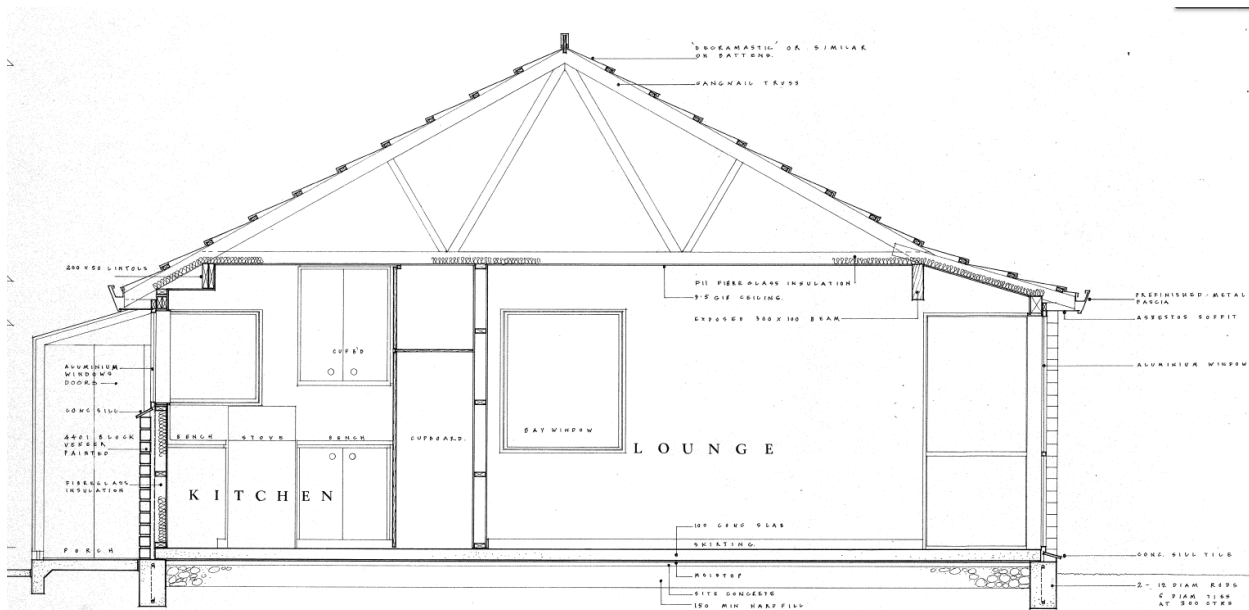 'DECRAMASTIC' OR SIMILAR
ON BATTENS.
GANGNAIL TRUSS
200 x 50 LINTOLS
P11 FIBREGLASS INSULATION
9.5 GIB CEILING.
EXPOSED 300 x 100 BEAM
PREFINISHED METAL
FASCIA
ASBESTOS SOFFIT
ALUMINIUM
WINDOWS
DOORS
CUPB'D
ALUMINIUM WINDOW
CONC SILL
4401 BLOCK
VENEER
PAINTED
BENCH
STOVE
BENCH
CUPBOARD.
BAY WINDOW
LOUNGE
FIBREGLASS
INSULATION
KITCHEN
100 CONC SLAB
SKIRTING.
PORCH
CONC. SILL TILE
MOISTOP
SITE CONCRETE
150 MIN HARDFILL
2 - 12 DIAM RODS
6 DIAM TIES
AT 300 CTRS